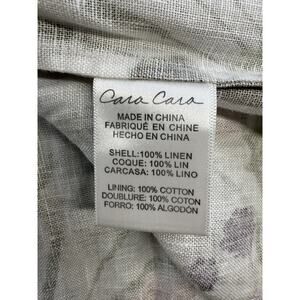 Cara Cara
MADE IN CHINA
FABRIQUÉ EN CHINE
HECHO EN CHINA
SHELL:100% LINEN
COQUE: 100% LIN
CARCASA: 100% LINO
LINING: 100% COTTON
DOUBLURE: 100% COTON
FORRO: 100% ALGODÓN